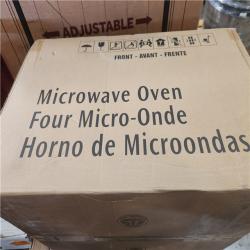 ADJUSTABLE
FRONT - AVANT - FRENTE
Microwave Oven
Four Micro-Onde
Horno de Microondas